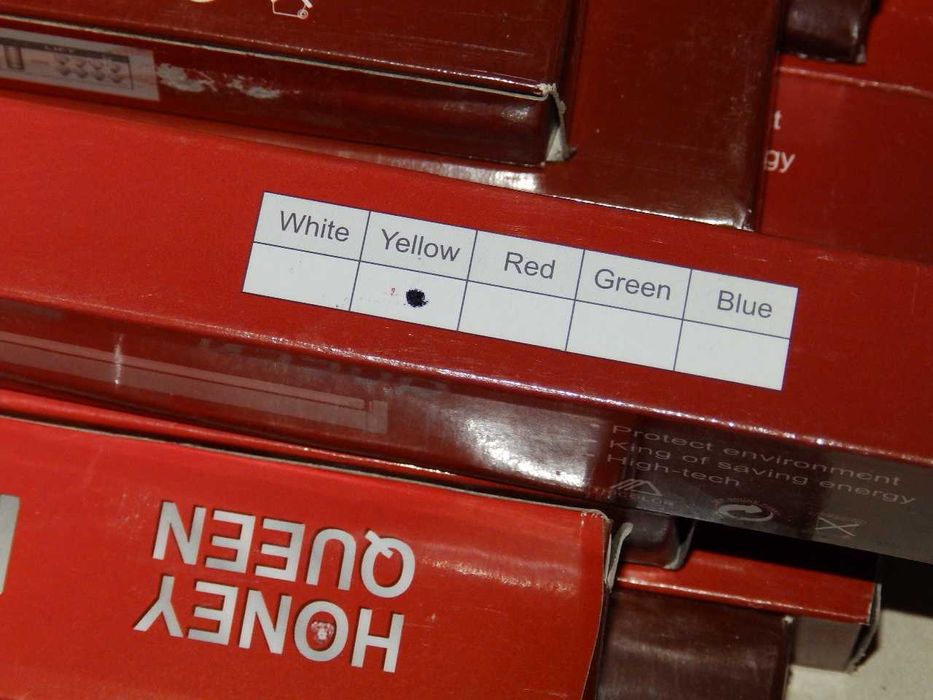 White Yellow Red Green Blue
Protect environment
King of saving energy
High-tech
HONEY
QUEEN